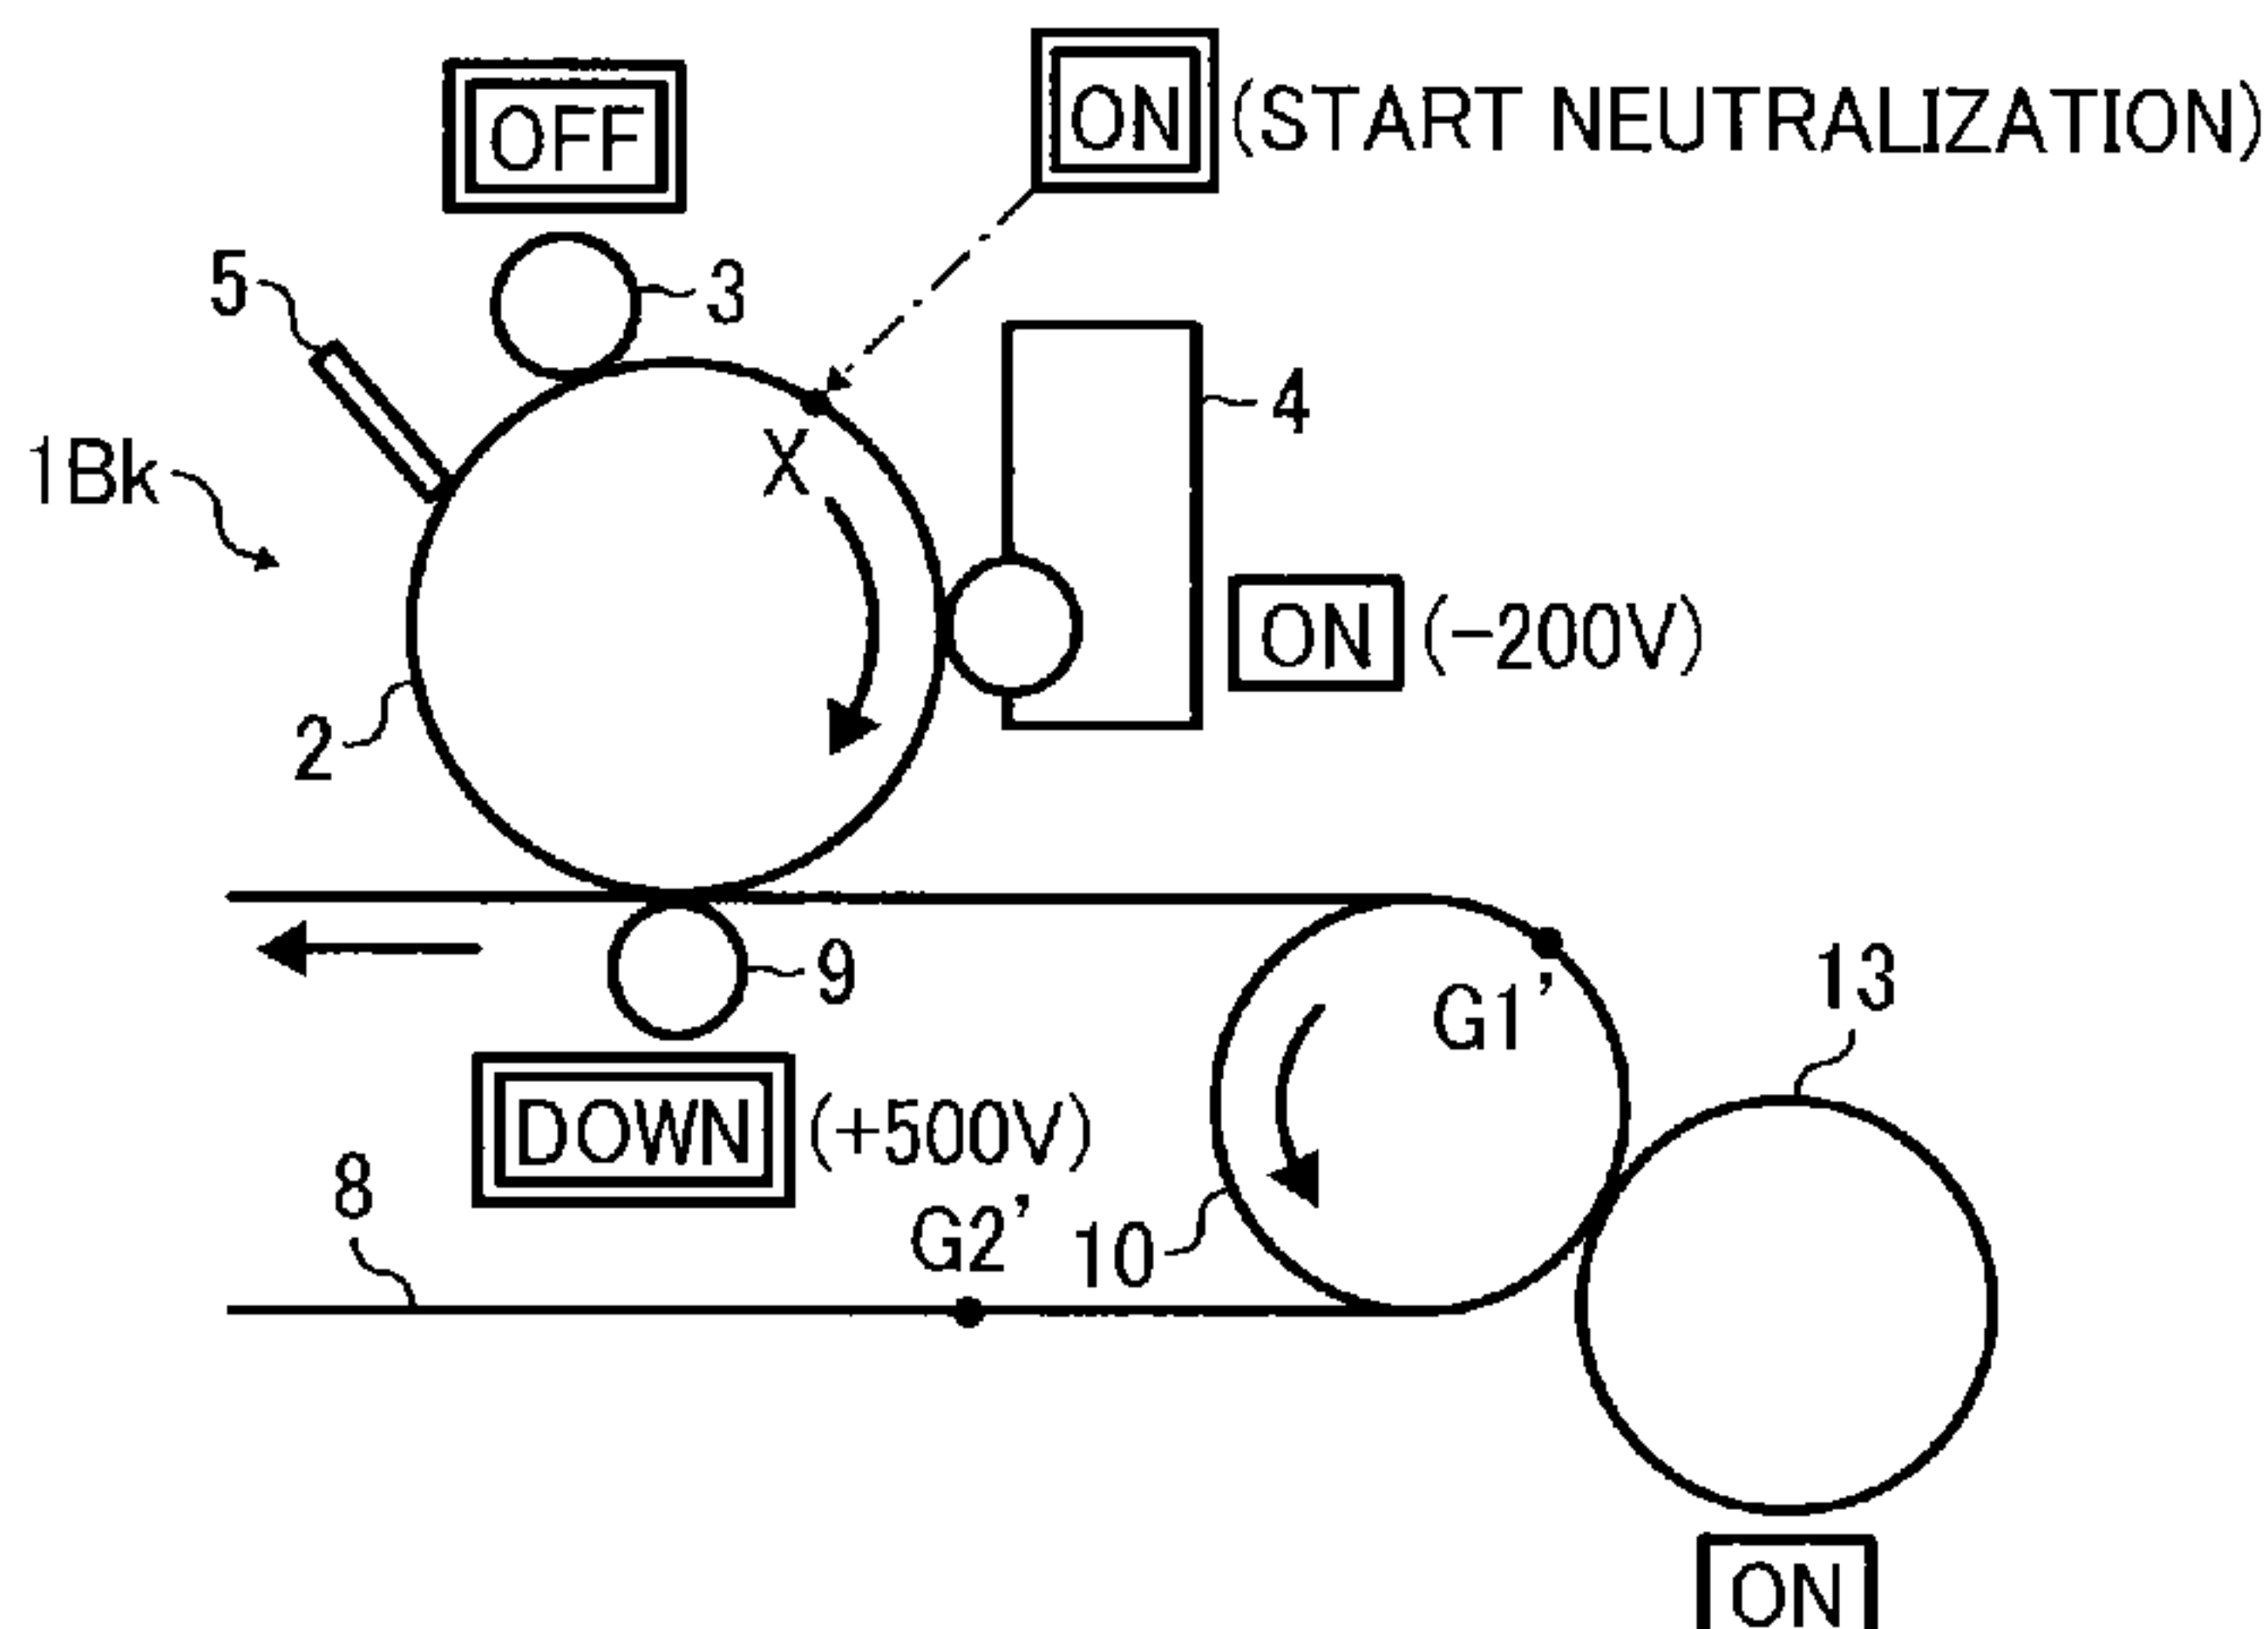 OFF
ON (START NEUTRALIZATION)
5
3
4
1Bk
X
ON (-200V)
2
9
G1'
13
DOWN (+500V)
8
G2'
10
ON